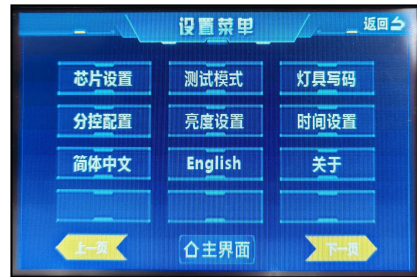 设置菜单
返回
芯片设置 测试模式 灯具写码
分控配置 亮度设置 时间设置
简体中文 English 关于
上一页 主界面 下一页